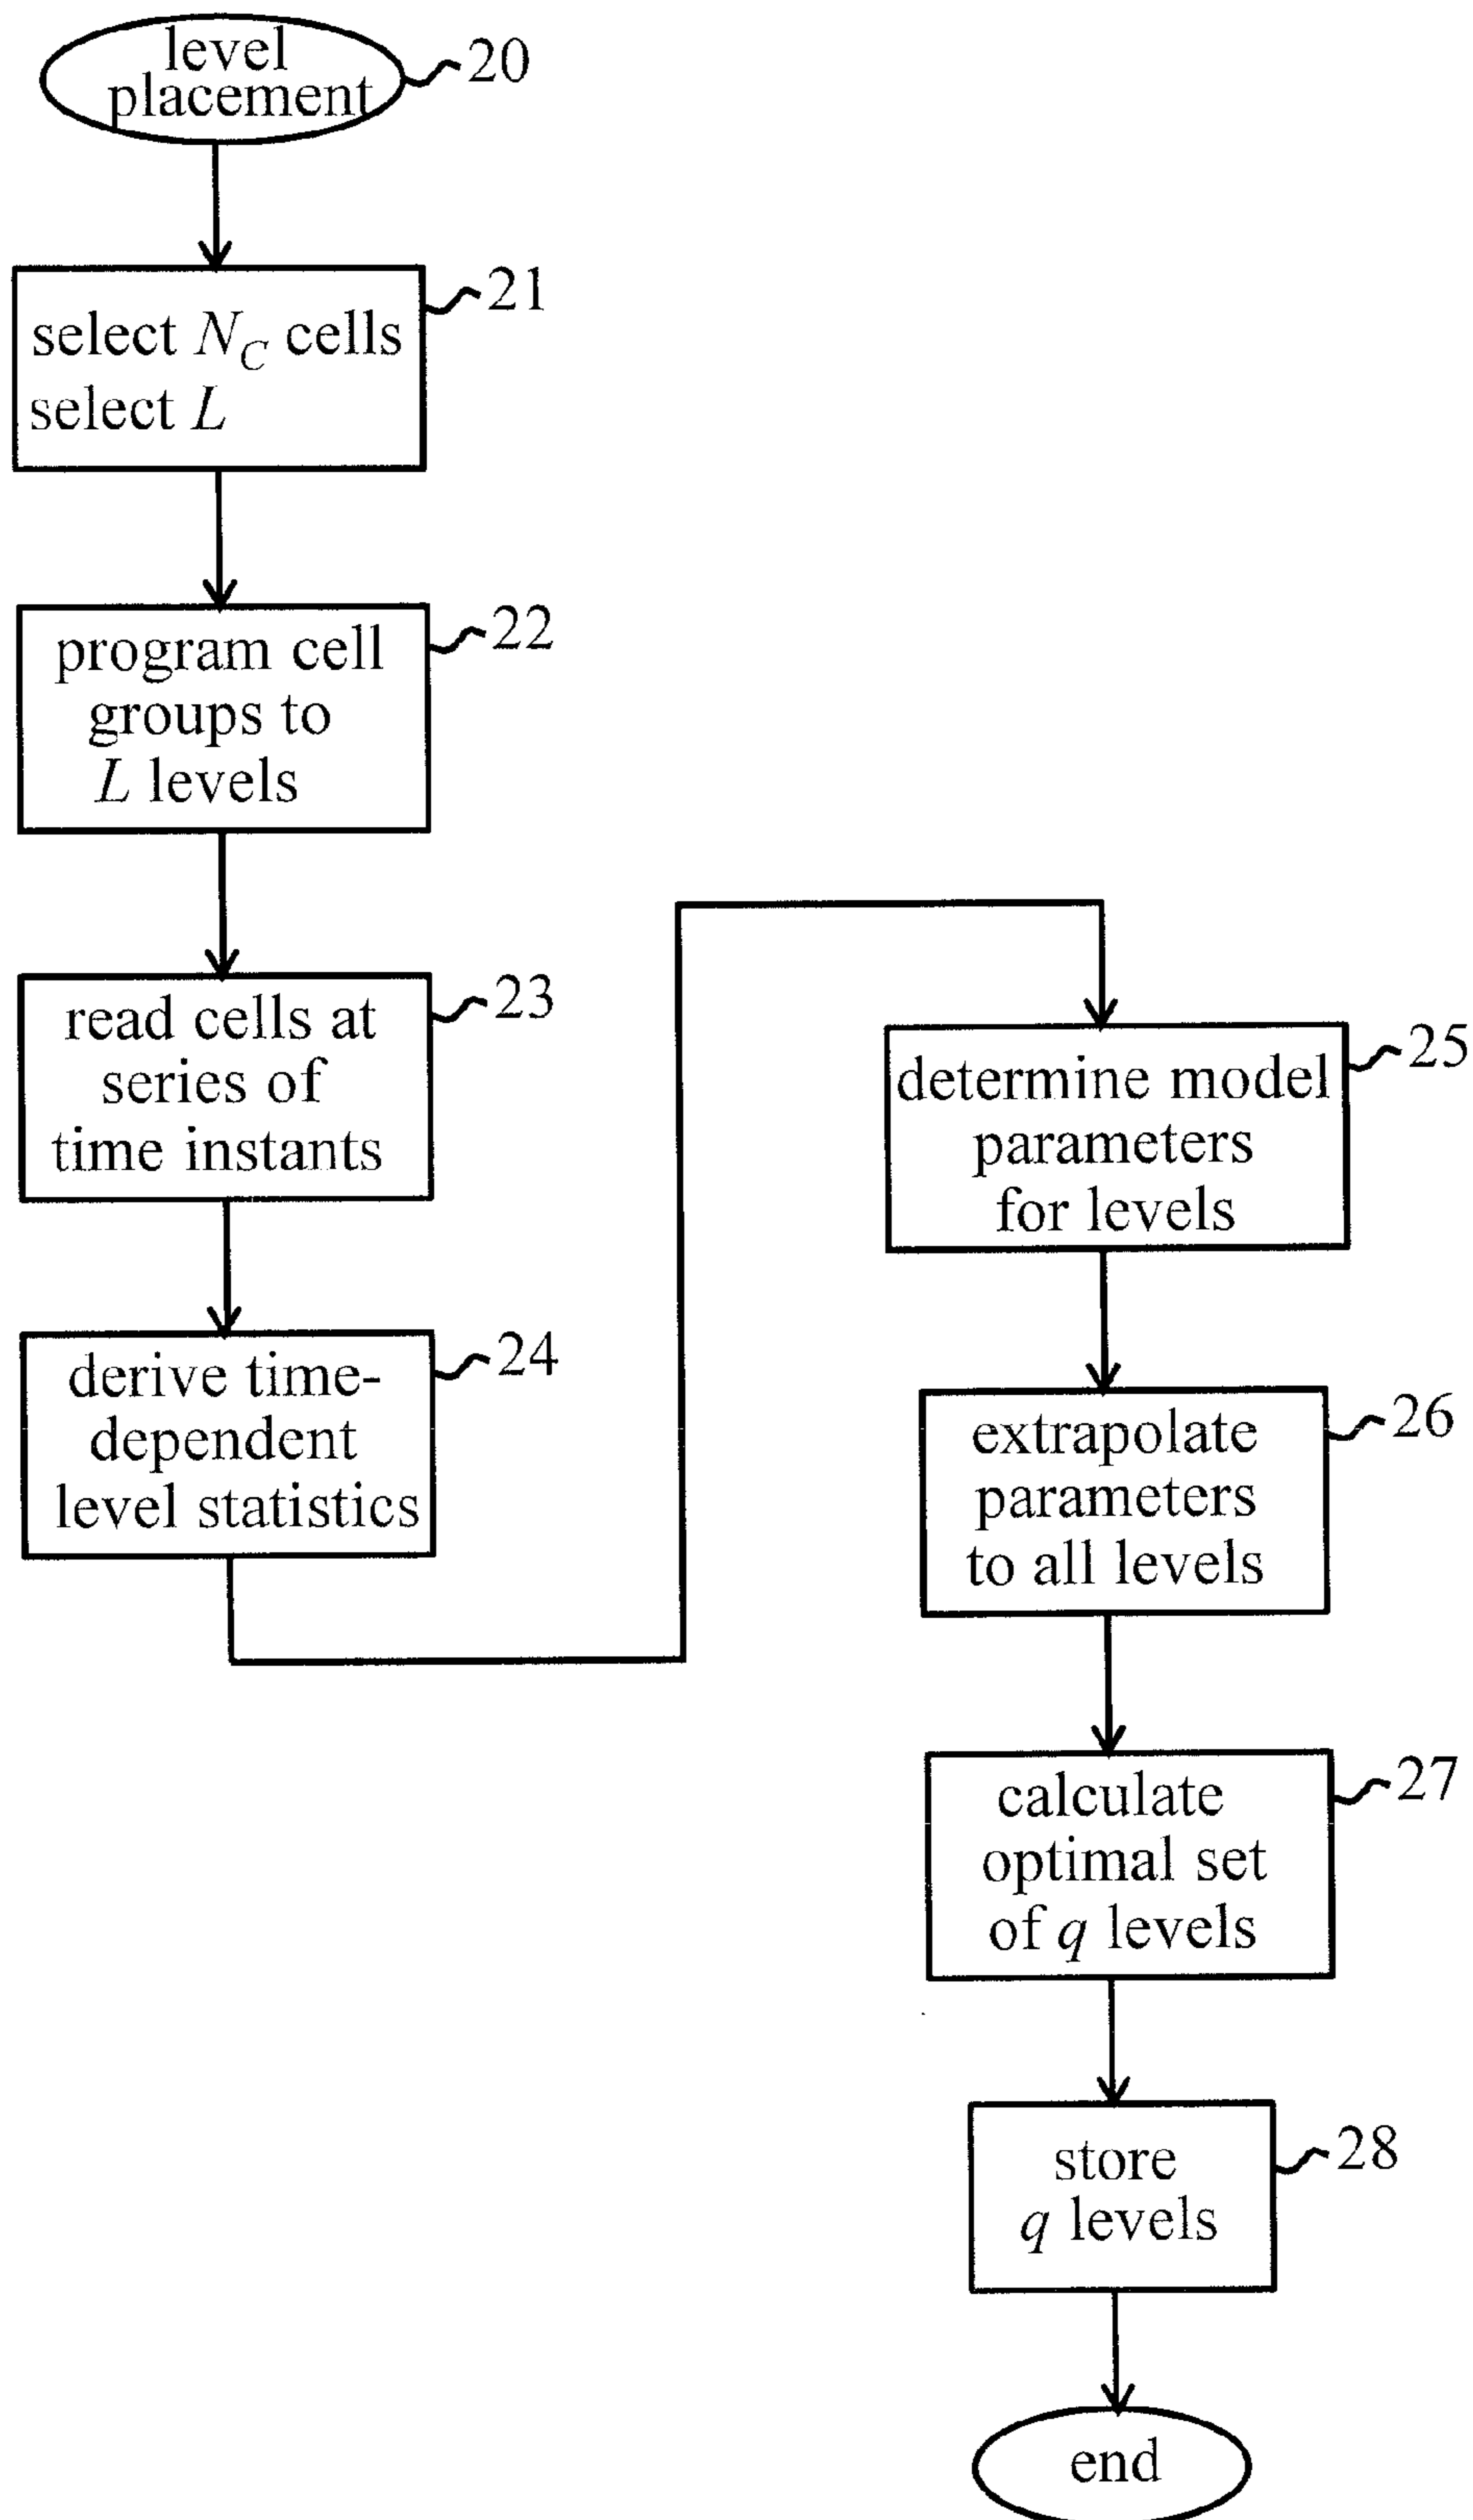 level
placement
20
select N_C cells
select L
21
program cell
groups to
L levels
22
read cells at
series of
time instants
23
derive time-
dependent
level statistics
24
determine model
parameters
for levels
25
extrapolate
parameters
to all levels
26
calculate
optimal set
of q levels
27
store
q levels
28
end